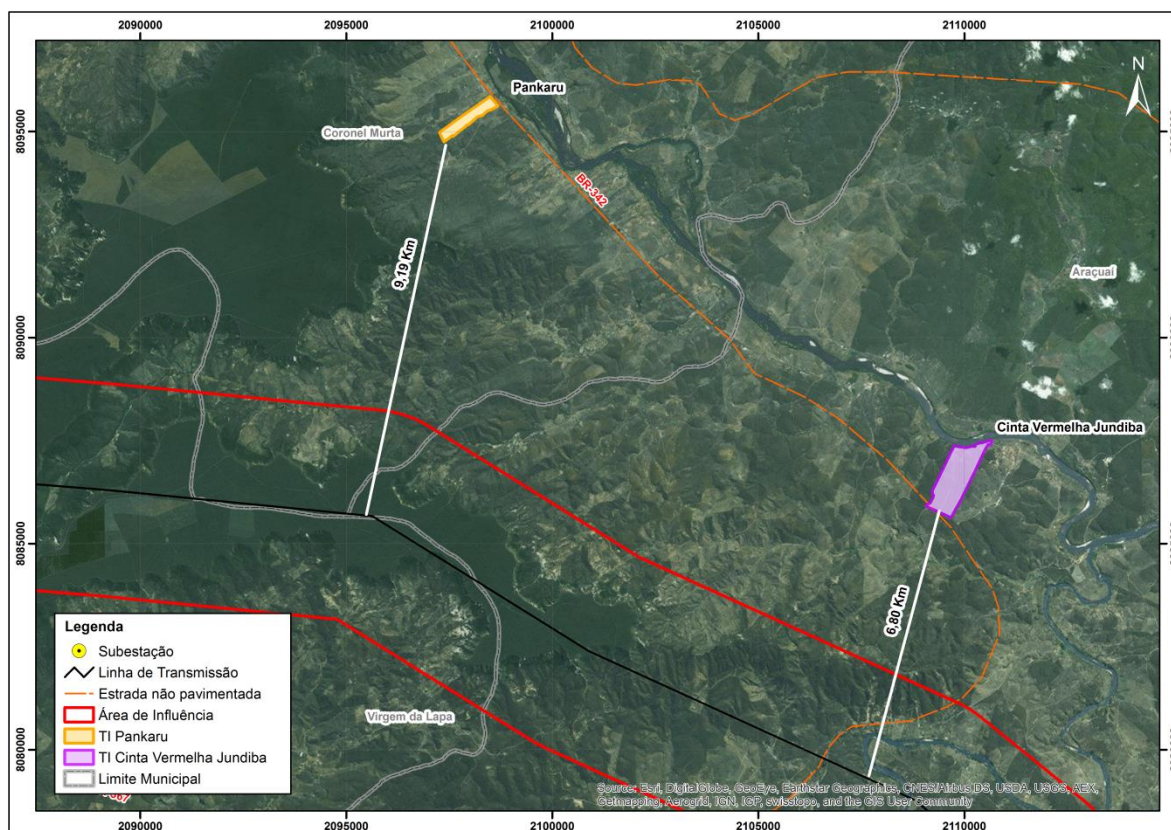 2090000 2095000 2100000 2105000 2110000
N
Pankaru
8095000
Coronel Murta
BR-342
9,19 Km
Araçuaí
8090000
Cinta Vermelha Jundiba
8085000
6,80 Km
Legenda
Subestação
Linha de Transmissão
Estrada não pavimentada
Área de Influência
TI Pankaru
TI Cinta Vermelha Jundiba
Limite Municipal
Virgem da Lapa
8080000
Source: Esri, DigitalGlobe, GeoEye, Earthstar Geographics, CNES/Airbus DS, USDA, USGS, AEX,
Getmapping, Aerogrid, IGN, IGP, swisstopo, and the GIS User Community
2090000 2095000 2100000 2105000 2110000